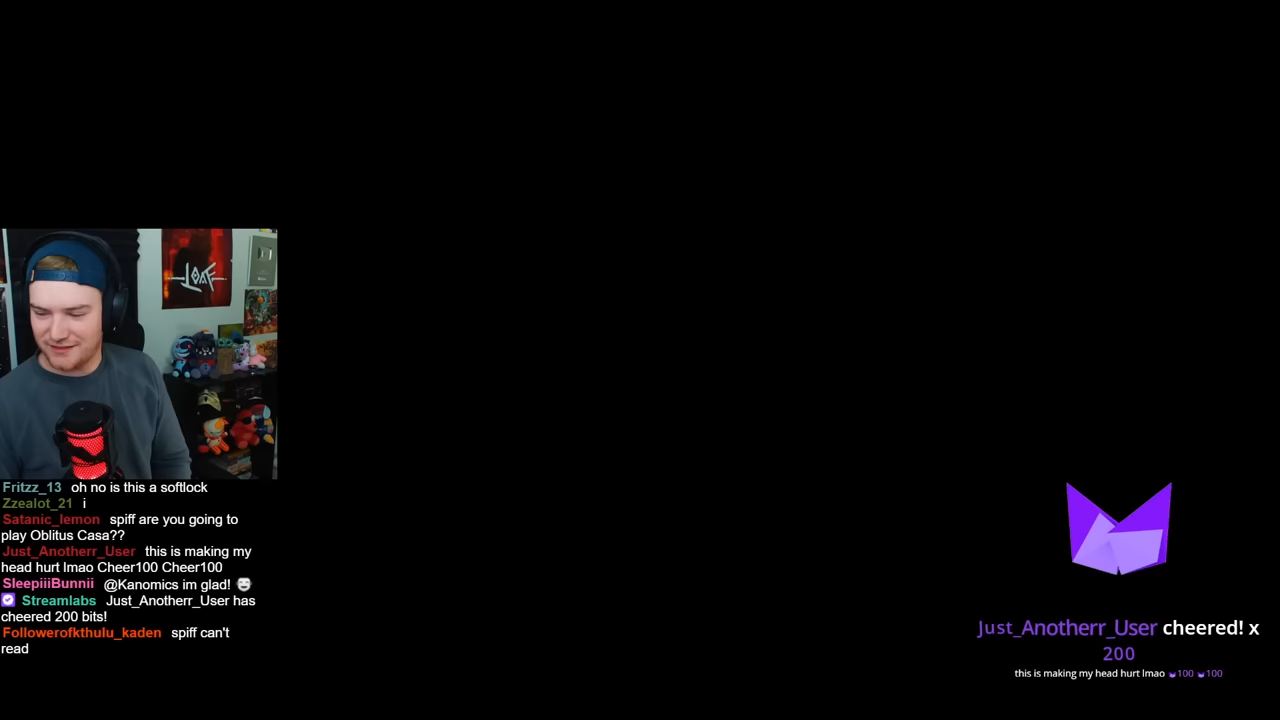 LOAF
Fritzz_13 oh no is this a softlock
Zzealot_21 i
Satanic_lemon spiff are you going to
play Oblitus Casa??
Just_Anotherr_User this is making my
head hurt lmao Cheer100 Cheer100
SleepiiiBunnii @Kanomics im glad!
Streamlabs Just_Anotherr_User has
cheered 200 bits!
Followerofkthulu_kaden spiff can't
read
Just_Anotherr_User cheered! x
200
this is making my head hurt lmao 100 100